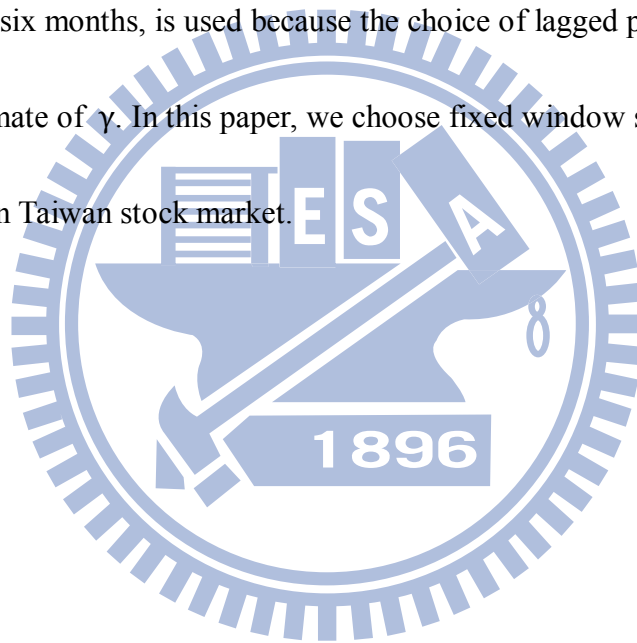 six months, is used because the choice of lagged p
mate of γ. In this paper, we choose fixed window s
n Taiwan stock market.
E S A
1896